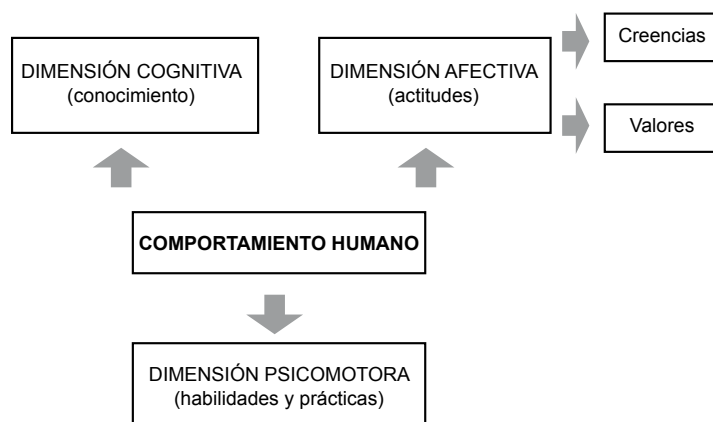 DIMENSIÓN COGNITIVA
(conocimiento)
DIMENSIÓN AFECTIVA
(actitudes)
Creencias
Valores
COMPORTAMIENTO HUMANO
DIMENSIÓN PSICOMOTORA
(habilidades y prácticas)